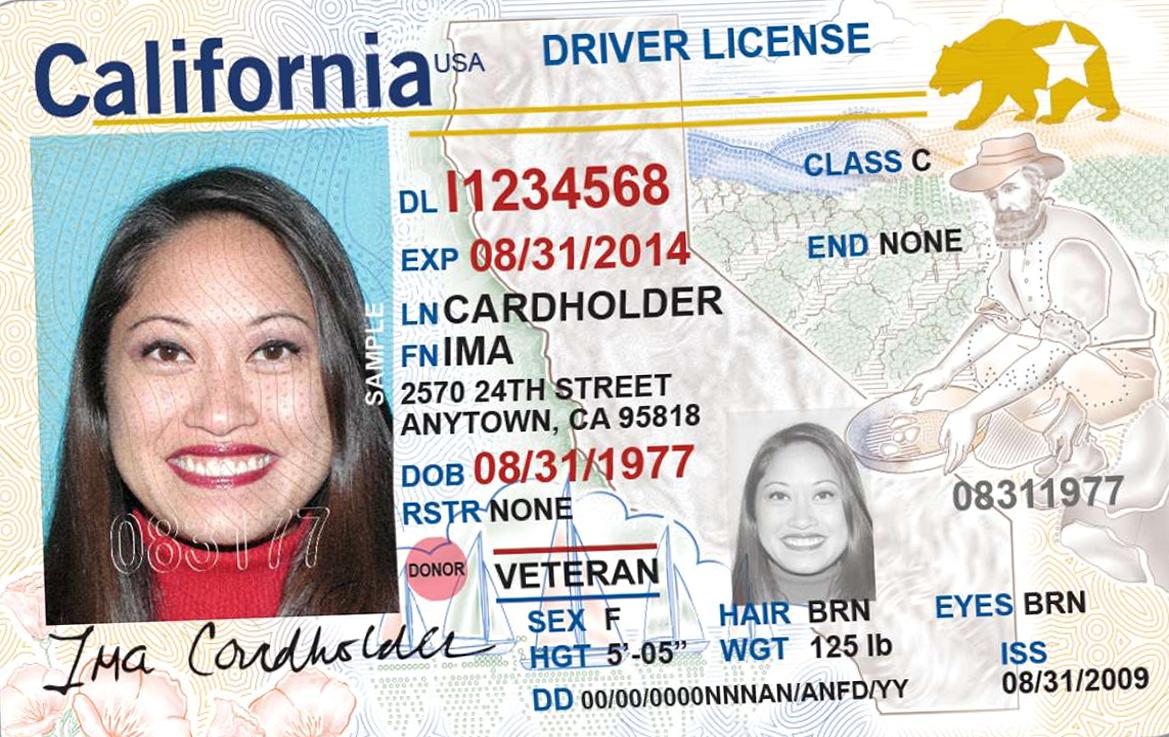 California USA DRIVER LICENSE
CLASS C
DL I1234568
EXP 08/31/2014
END NONE
LN CARDHOLDER
FN IMA
2570 24TH STREET
ANYTOWN, CA 95818
DOB 08/31/1977
RSTR NONE
08311977
SAMPLE
083177
DONOR
VETERAN
SEX F HAIR BRN EYES BRN
HGT 5'-05" WGT 125 lb ISS
08/31/2009
DD 00/00/0000NNNAN/ANFD/YY
Ima Cardholder